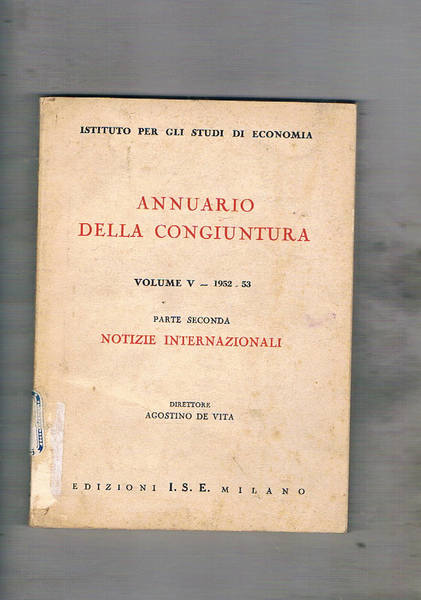 ISTITUTO PER GLI STUDI DI ECONOMIA
ANNUARIO
DELLA CONGIUNTURA
VOLUME V — 1952 - 53
PARTE SECONDA
NOTIZIE INTERNAZIONALI
DIRETTORE
AGOSTINO DE VITA
EDIZIONI I. S. E. MILANO